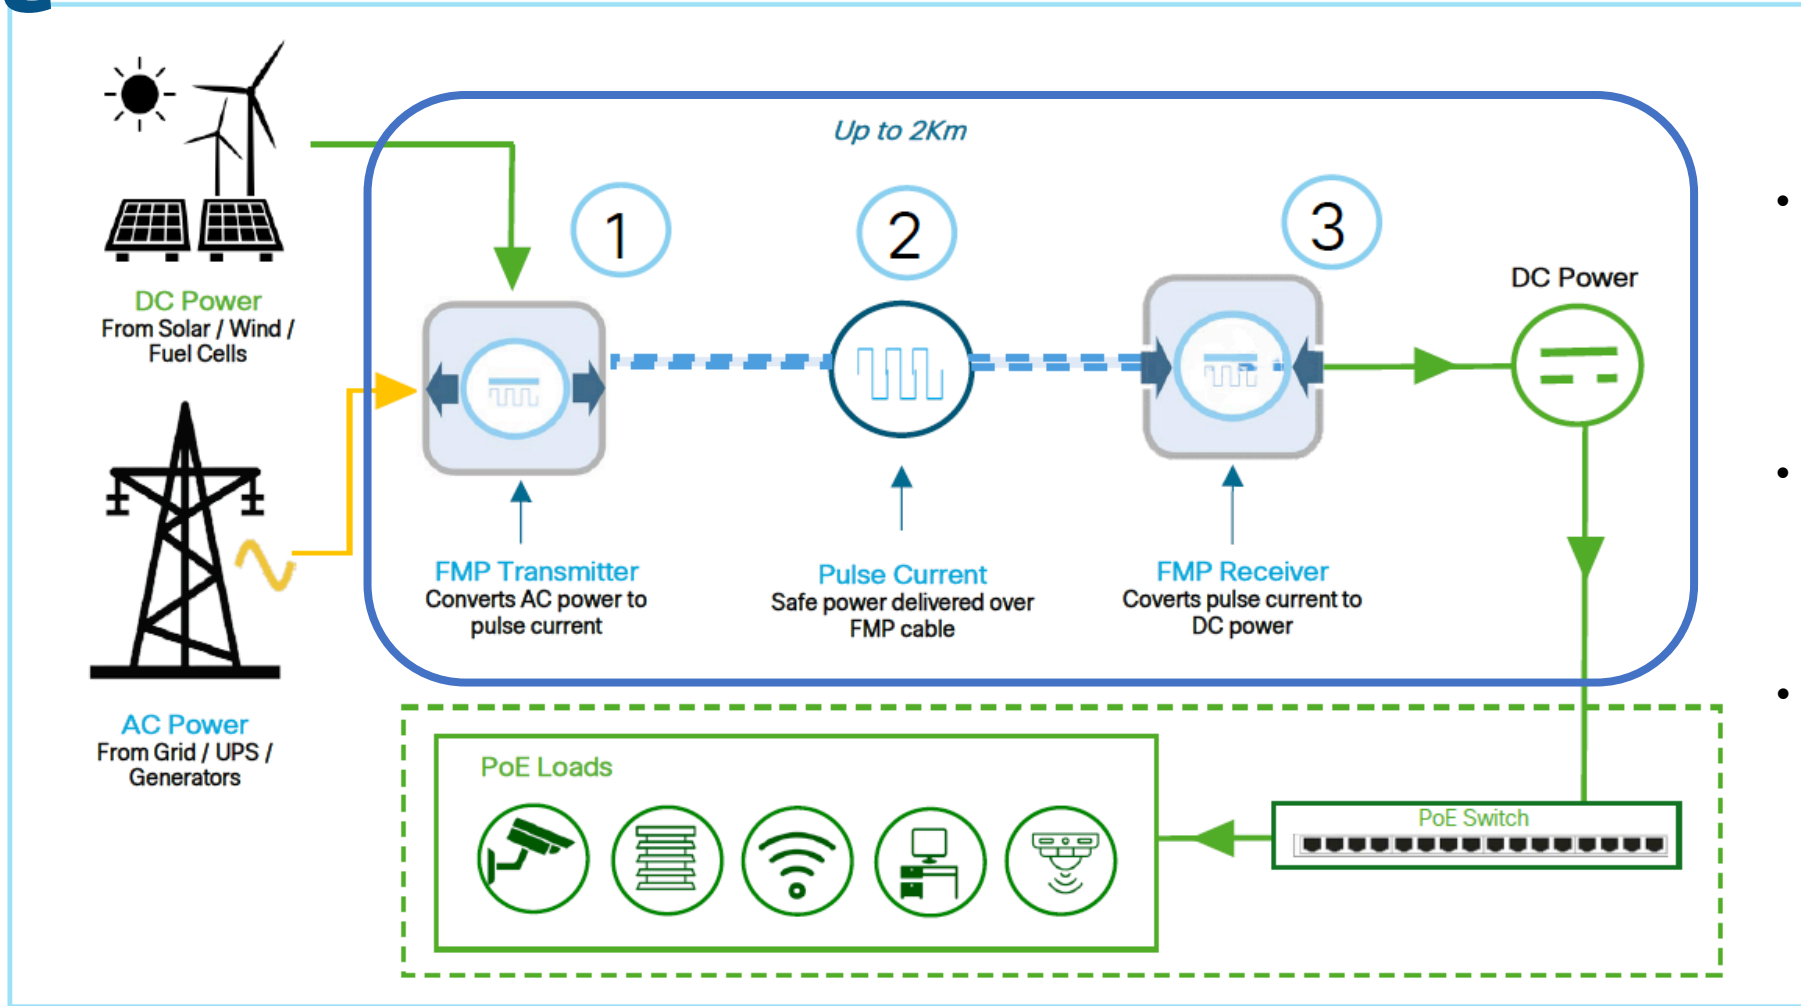 Up to 2Km
1
2
3
DC Power
From Solar / Wind /
Fuel Cells
DC Power
FMP Transmitter
Converts AC power to
pulse current
Pulse Current
Safe power delivered over
FMP cable
FMP Receiver
Coverts pulse current to
DC power
AC Power
From Grid / UPS /
Generators
PoE Loads
PoE Switch